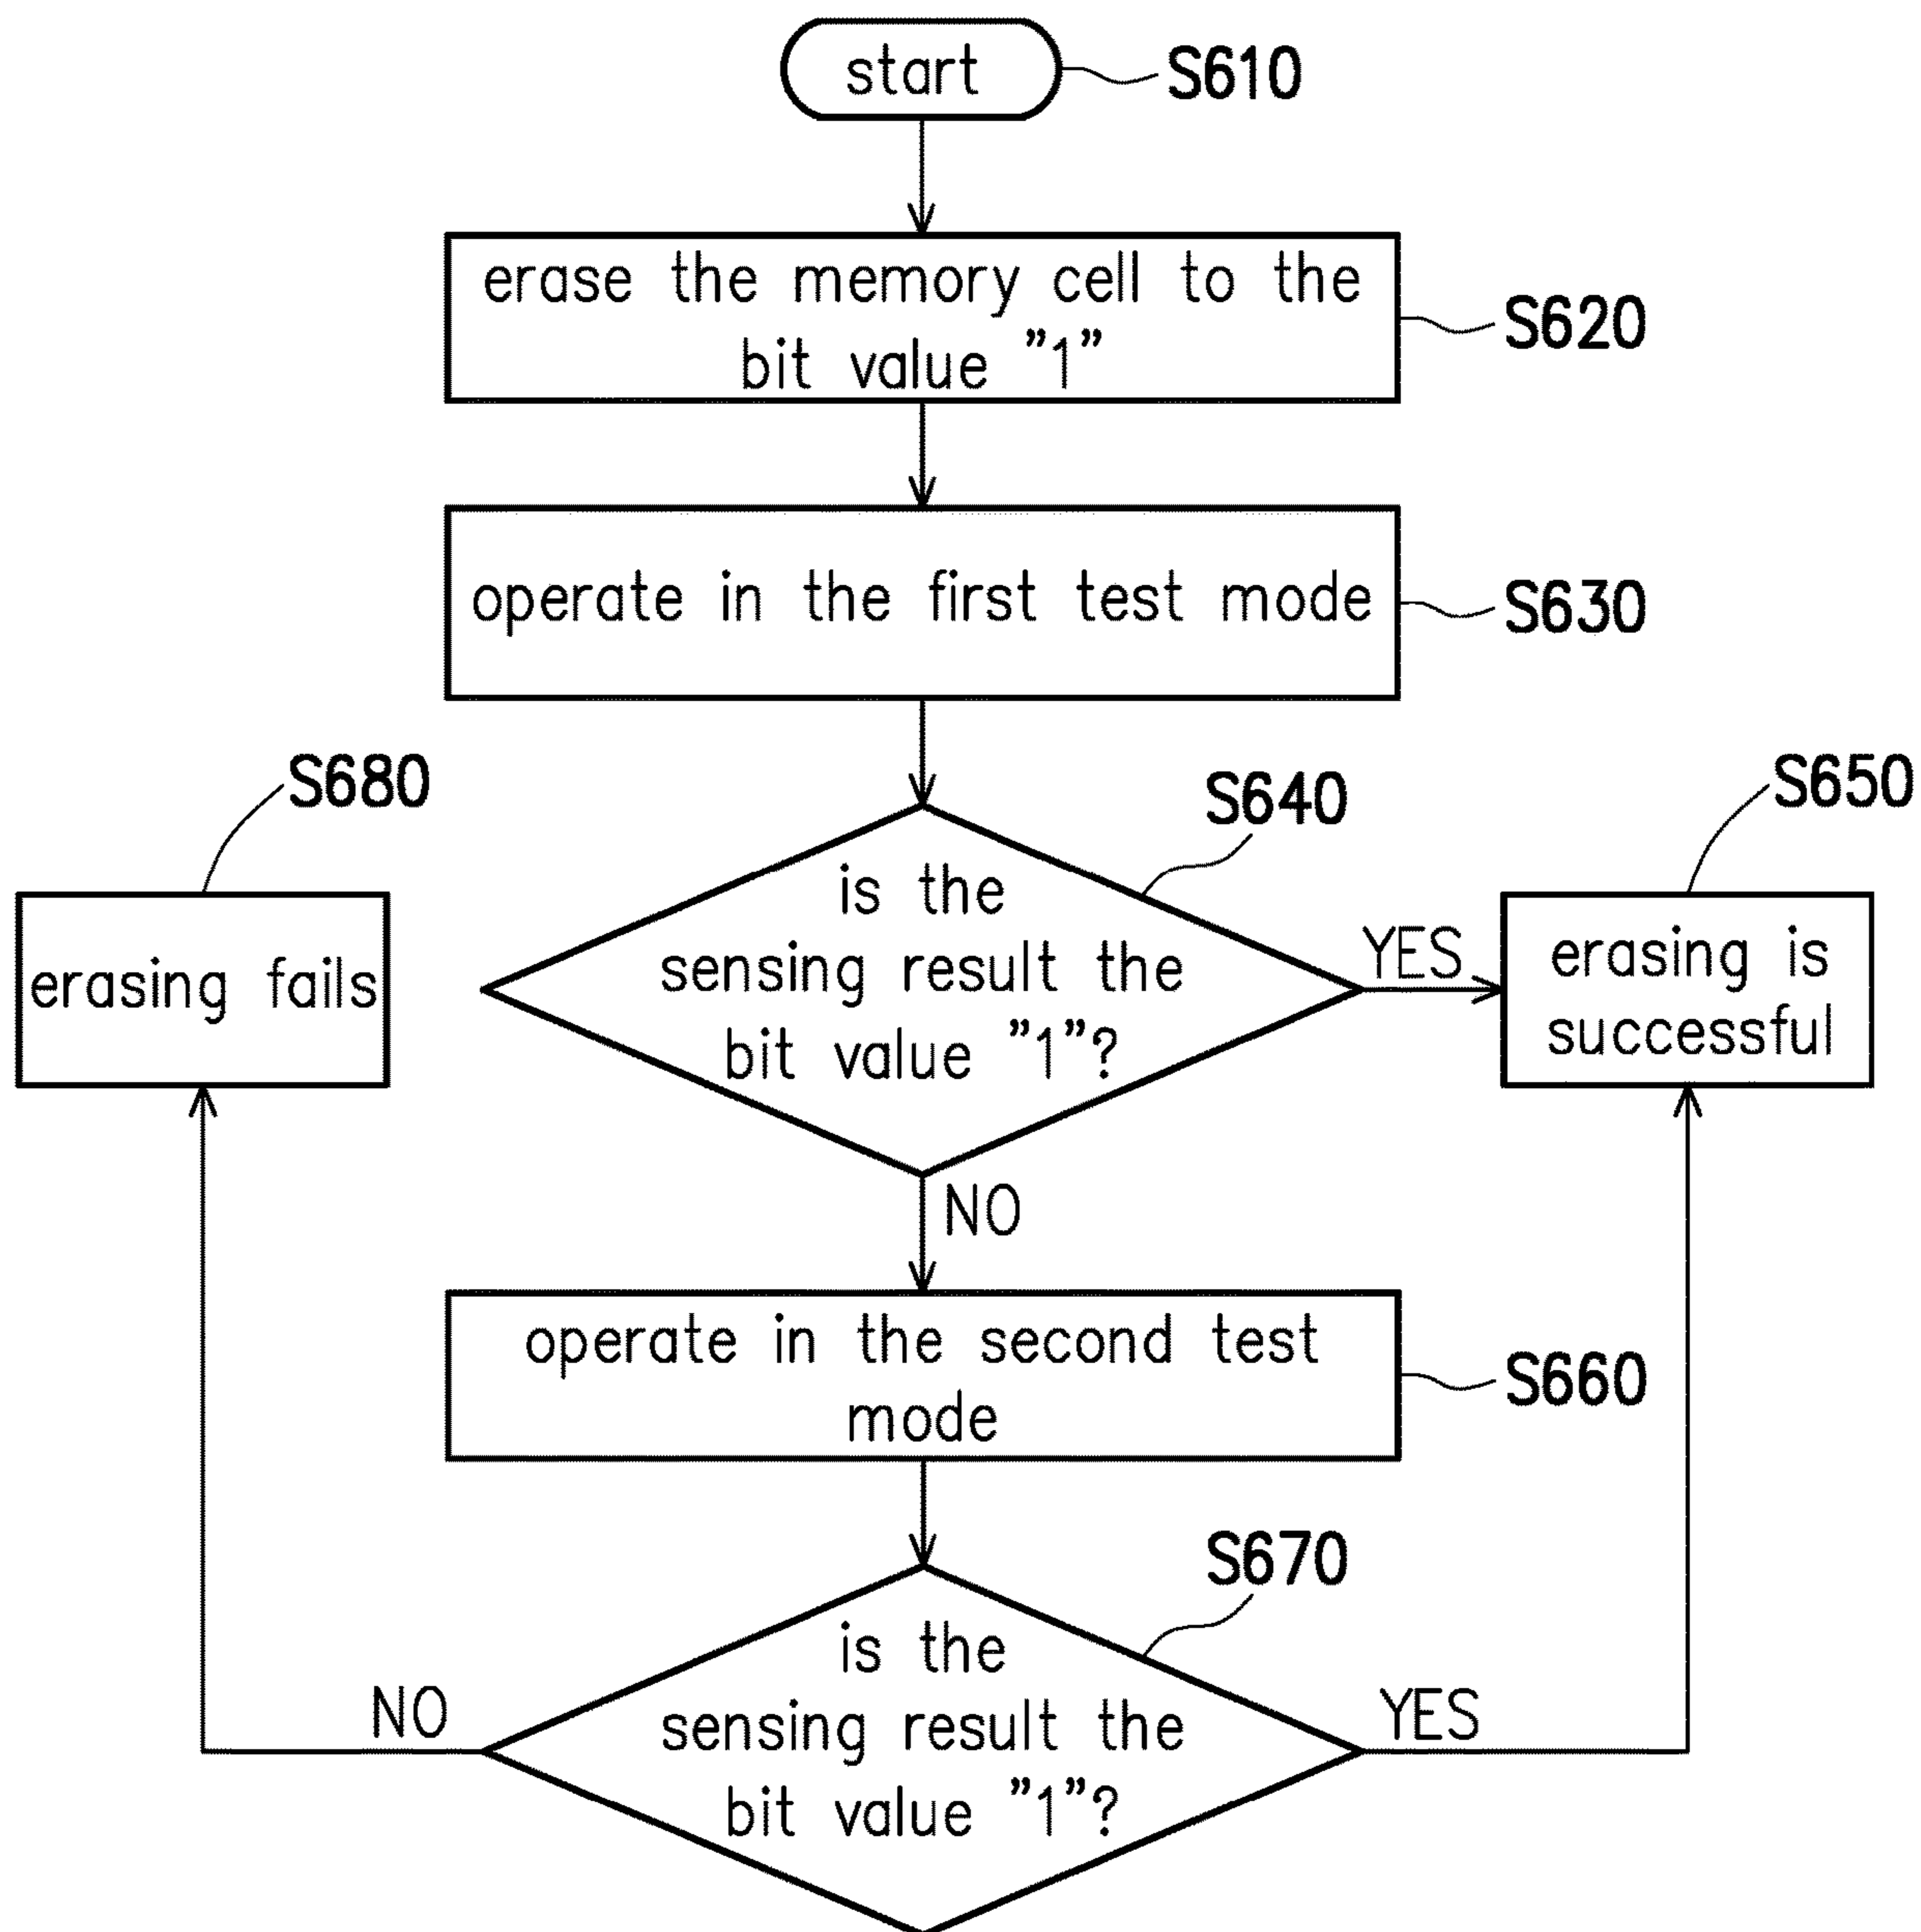 start
S610
erase the memory cell to the
bit value ”1”
S620
operate in the first test mode
S630
S680
S640
S650
erasing fails
is the
sensing result the
bit value ”1”?
YES
erasing is
successful
NO
operate in the second test
mode
S660
S670
is the
sensing result the
bit value ”1”?
NO
YES